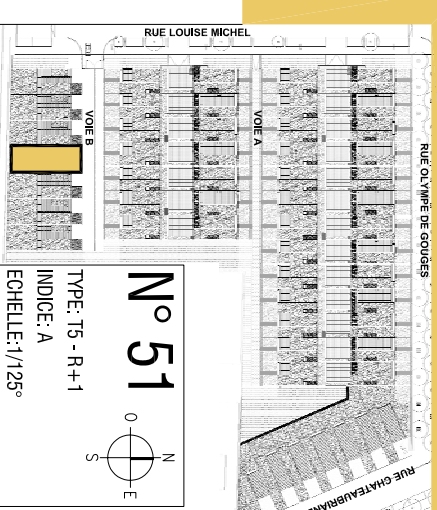 RUE LOUISE MICHEL
VOIE B
VOIE A
RUE OLYMPE DE GOUGES
RUE CHATEAUBRIAND
N° 51
TYPE: T5 - R+1
INDICE: A
ECHELLE:1/125°
N
O
E
S